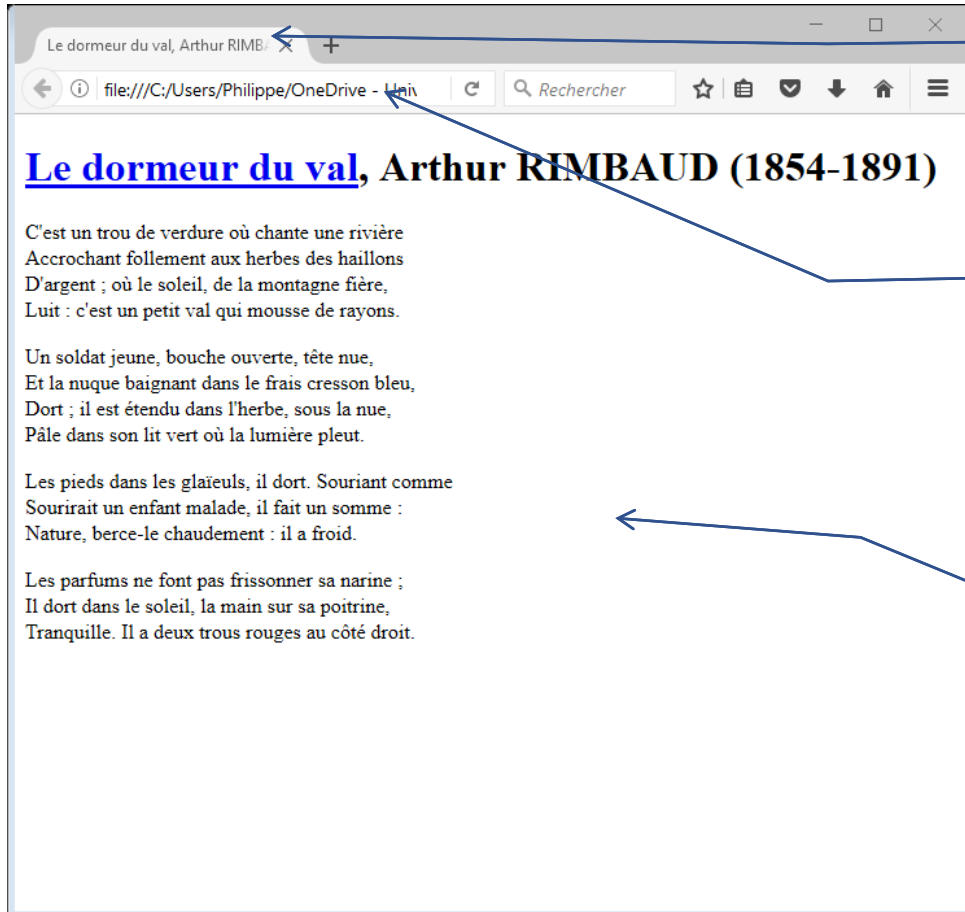 Le dormeur du val, Arthur RIMBA
file:///C:/Users/Philippe/OneDrive - Univ
Rechercher
Le dormeur du val, Arthur RIMBAUD (1854-1891)
C'est un trou de verdure où chante une rivière
Accrochant follement aux herbes des haillons
D'argent ; où le soleil, de la montagne fière,
Luit : c'est un petit val qui mousse de rayons.
Un soldat jeune, bouche ouverte, tête nue,
Et la nuque baignant dans le frais cresson bleu,
Dort ; il est étendu dans l'herbe, sous la nue,
Pâle dans son lit vert où la lumière pleut.
Les pieds dans les glaïeuls, il dort. Souriant comme
Sourirait un enfant malade, il fait un somme :
Nature, berce-le chaudement : il a froid.
Les parfums ne font pas frissonner sa narine ;
Il dort dans le soleil, la main sur sa poitrine,
Tranquille. Il a deux trous rouges au côté droit.